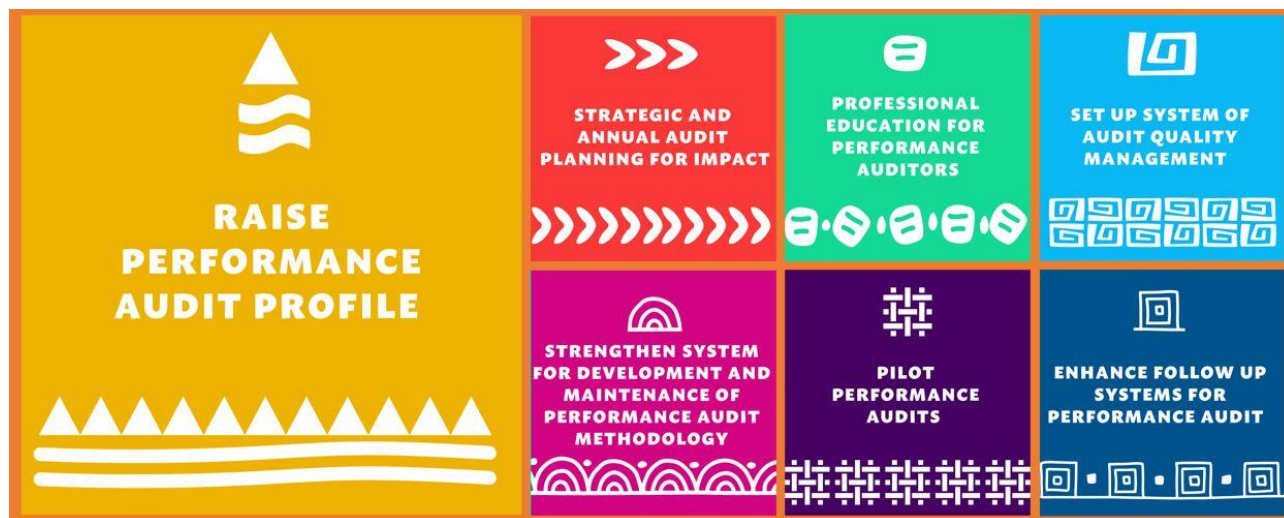 RAISE
PERFORMANCE
AUDIT PROFILE
STRATEGIC AND
ANNUAL AUDIT
PLANNING FOR IMPACT
PROFESSIONAL
EDUCATION FOR
PERFORMANCE
AUDITORS
SET UP SYSTEM OF
AUDIT QUALITY
MANAGEMENT
STRENGTHEN SYSTEM
FOR DEVELOPMENT AND
MAINTENANCE OF
PERFORMANCE AUDIT
METHODOLOGY
PILOT
PERFORMANCE
AUDITS
ENHANCE FOLLOW UP
SYSTEMS FOR
PERFORMANCE AUDIT